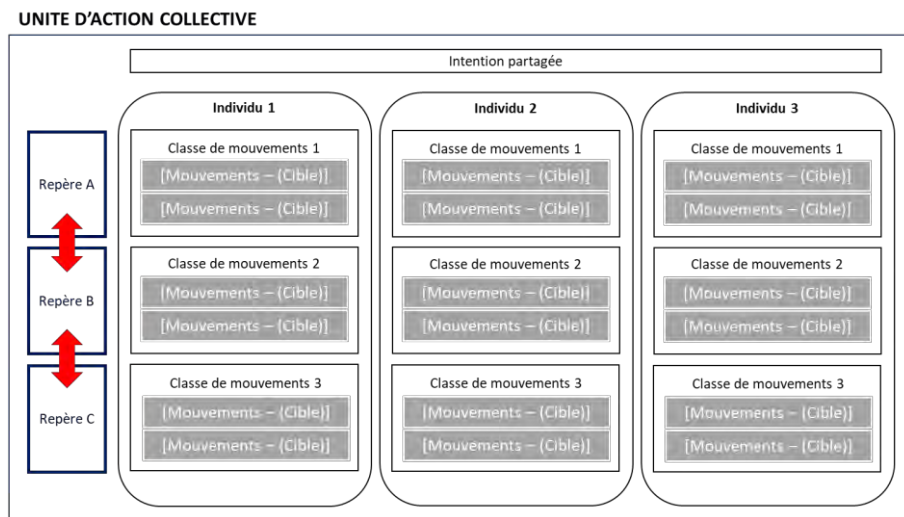 UNITE D'ACTION COLLECTIVE
Intention partagée
Individu 1
Individu 2
Individu 3
Repère A
Classe de mouvements 1
[Mouvements – (Cible)]
[Mouvements – (Cible)]
Classe de mouvements 1
[Mouvements – (Cible)]
[Mouvements – (Cible)]
Classe de mouvements 1
[Mouvements – (Cible)]
[Mouvements – (Cible)]
Repère B
Classe de mouvements 2
[Mouvements – (Cible)]
[Mouvements – (Cible)]
Classe de mouvements 2
[Mouvements – (Cible)]
[Mouvements – (Cible)]
Classe de mouvements 2
[Mouvements – (Cible)]
[Mouvements – (Cible)]
Repère C
Classe de mouvements 3
[Mouvements – (Cible)]
[Mouvements – (Cible)]
Classe de mouvements 3
[Mouvements – (Cible)]
[Mouvements – (Cible)]
Classe de mouvements 3
[Mouvements – (Cible)]
[Mouvements – (Cible)]